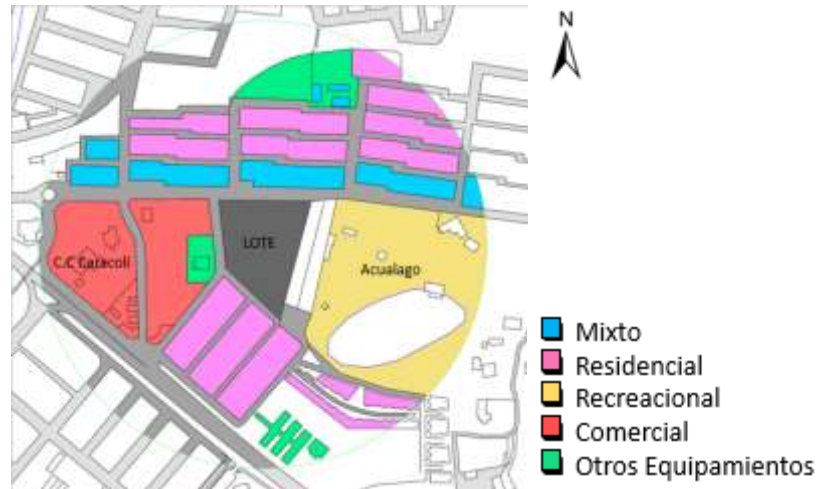 N
LOTE
C.C Caracolí
Acualago
Mixto
Residencial
Recreacional
Comercial
Otros Equipamientos